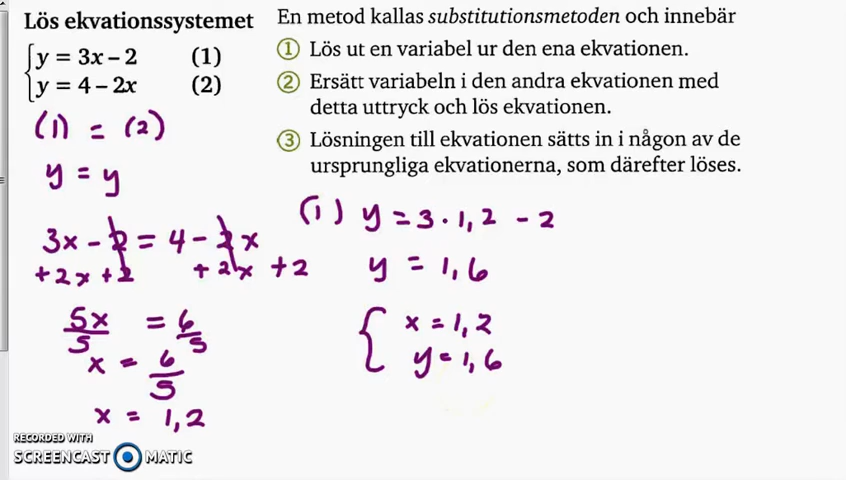 Lös ekvationssystemet
y = 3x – 2 (1)
y = 4 – 2x (2)
(1) = (2)
y = y
3x - 2 = 4 - 2x
+2x +2 +2x +2
5x/5 = 6/5
x = 6/5
x = 1,2
En metod kallas substitutionsmetoden och innebär
① Lös ut en variabel ur den ena ekvationen.
② Ersätt variabeln i den andra ekvationen med
detta uttryck och lös ekvationen.
③ Lösningen till ekvationen sätts in i någon av de
ursprungliga ekvationerna, som därefter löses.
(1) y = 3 · 1,2 - 2
y = 1,6
x = 1,2
y = 1,6
RECORDED WITH
SCREENCAST MATIC